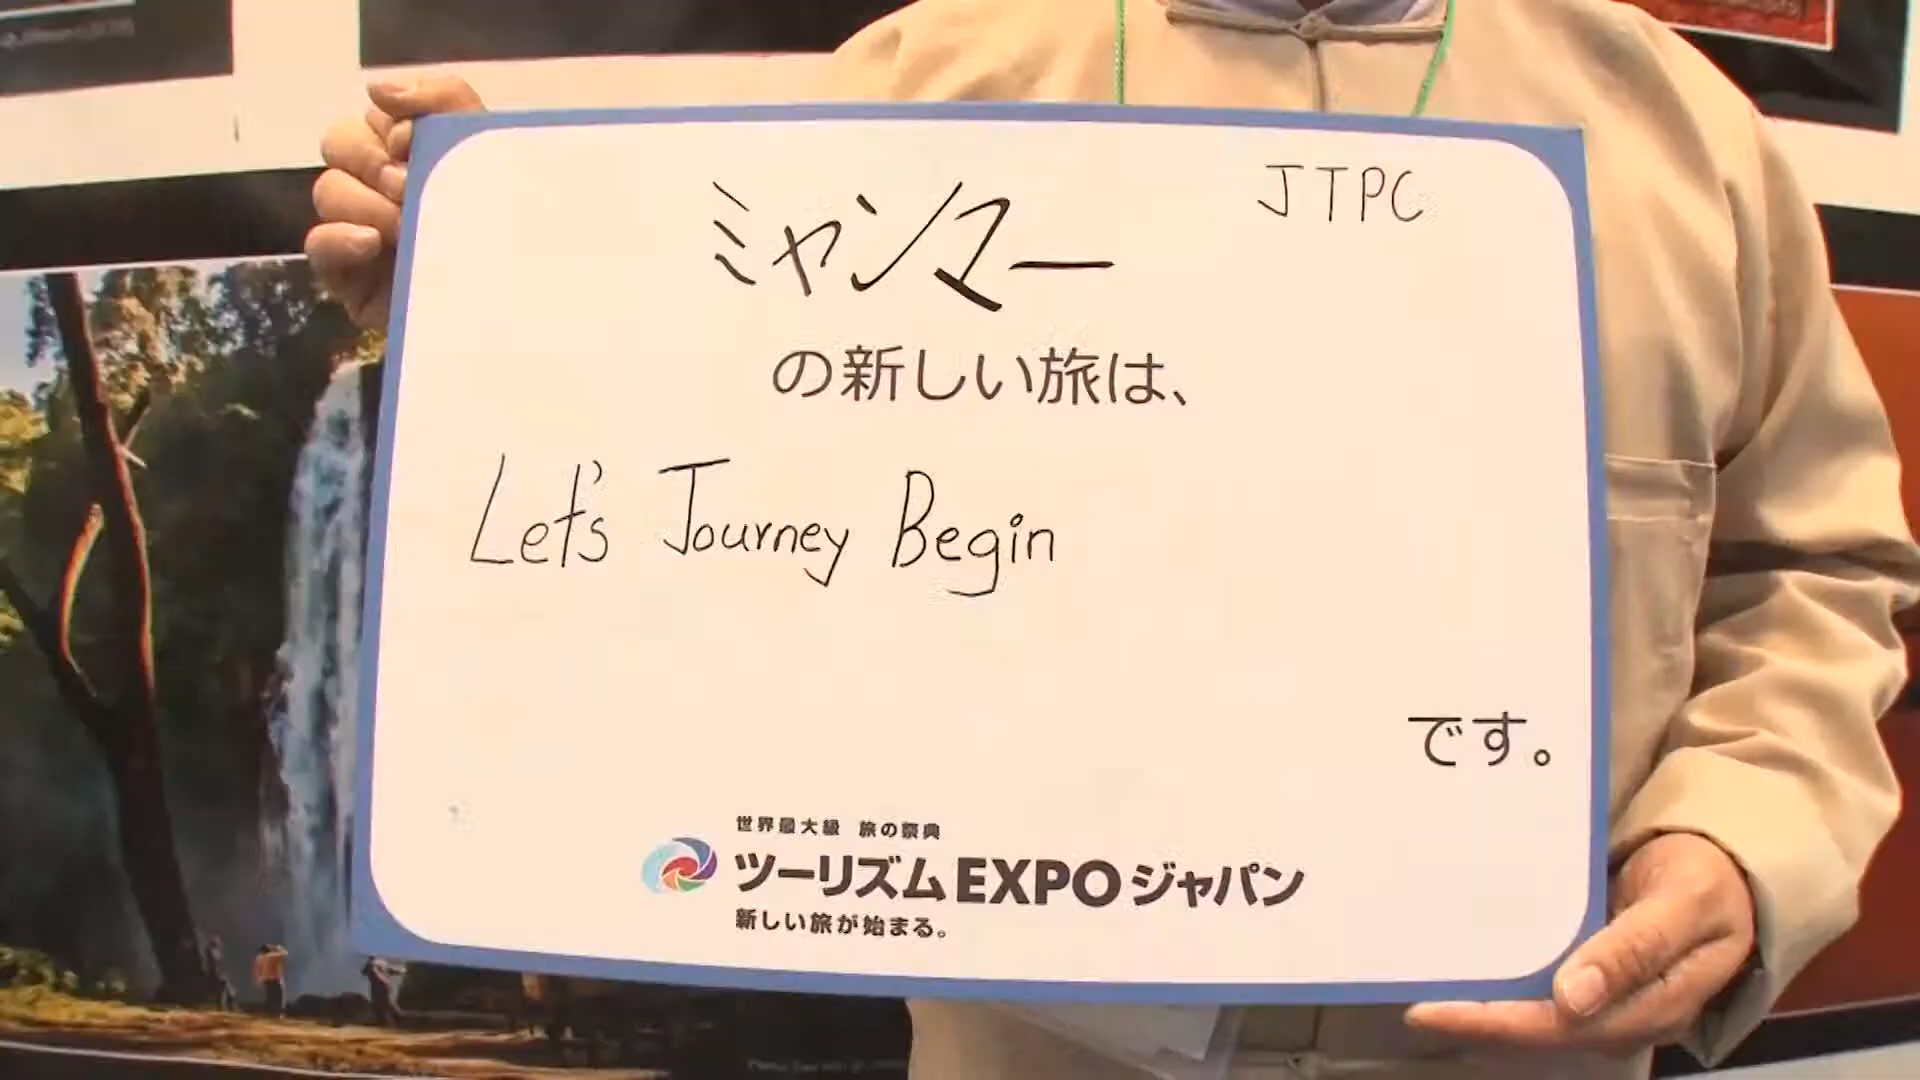 JTPC
ミャンマー
の新しい旅は、
Let's Journey Begin
です。
世界最大級 旅の祭典
ツーリズムEXPOジャパン
新しい旅が始まる。